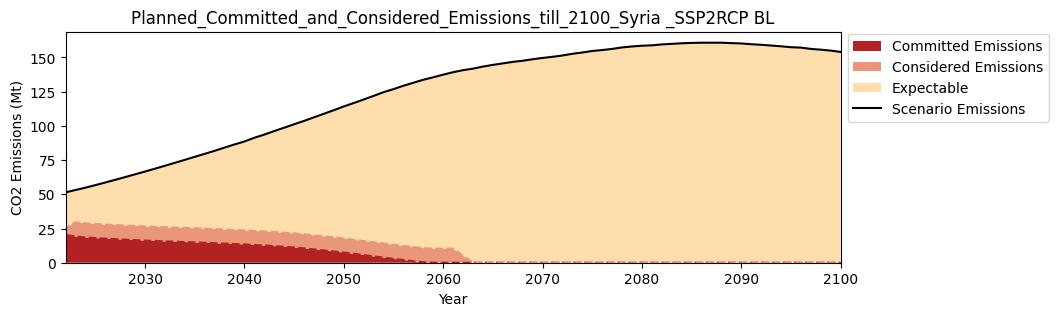 Planned_Committed_and_Considered_Emissions_till_2100_Syria _SSP2RCP BL
CO2 Emissions (Mt)
150
125
100
75
50
25
0
2030 2040 2050 2060 2070 2080 2090 2100
Year
Committed Emissions
Considered Emissions
Expectable
Scenario Emissions